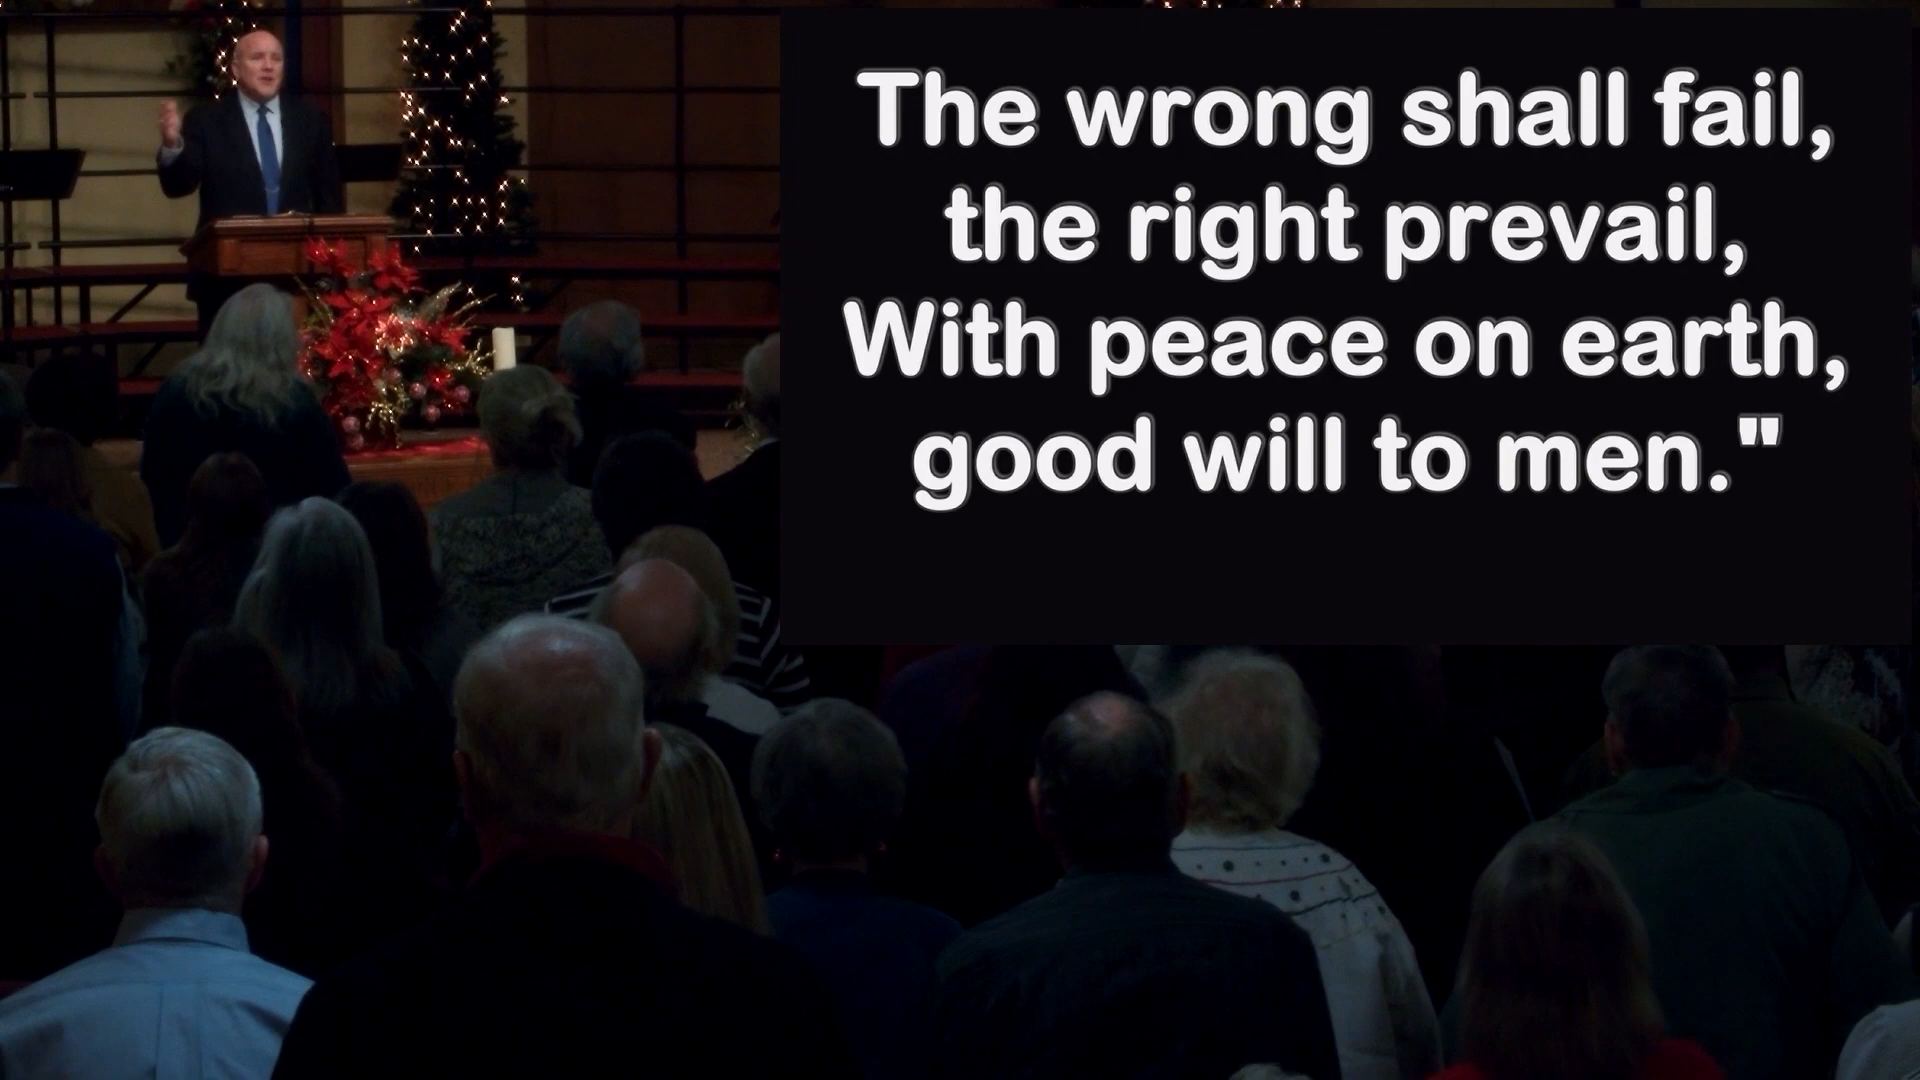 The wrong shall fail,
the right prevail,
With peace on earth,
good will to men."